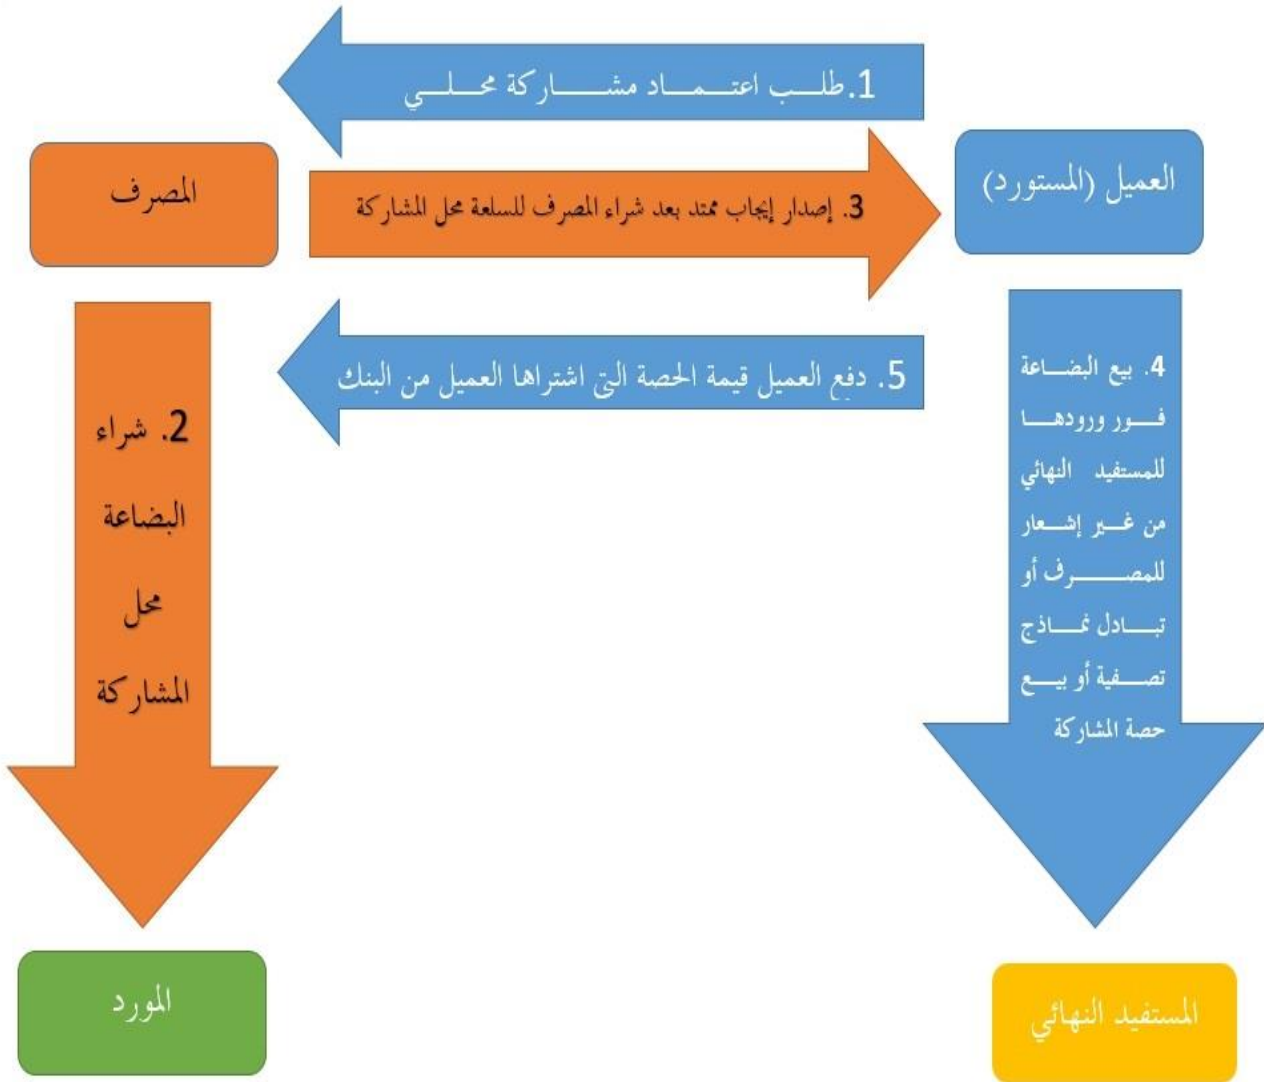 1.طلب اعتماد مشاركة محلي
المصرف
العميل (المستورد)
3. إصدار إيجاب ممتد بعد شراء المصرف للسلعة محل المشاركة
5. دفع العميل قيمة الحصة التي اشتراها العميل من البنك
2. شراء
البضاعة
محل
المشاركة
4. بيع البضاعة
فور ورودها
للمستفيد النهائي
من غير إشعار
للمصرف أو
تبادل نماذج
تصفية أو بيع
حصة المشاركة
المورد
المستفيد النهائي